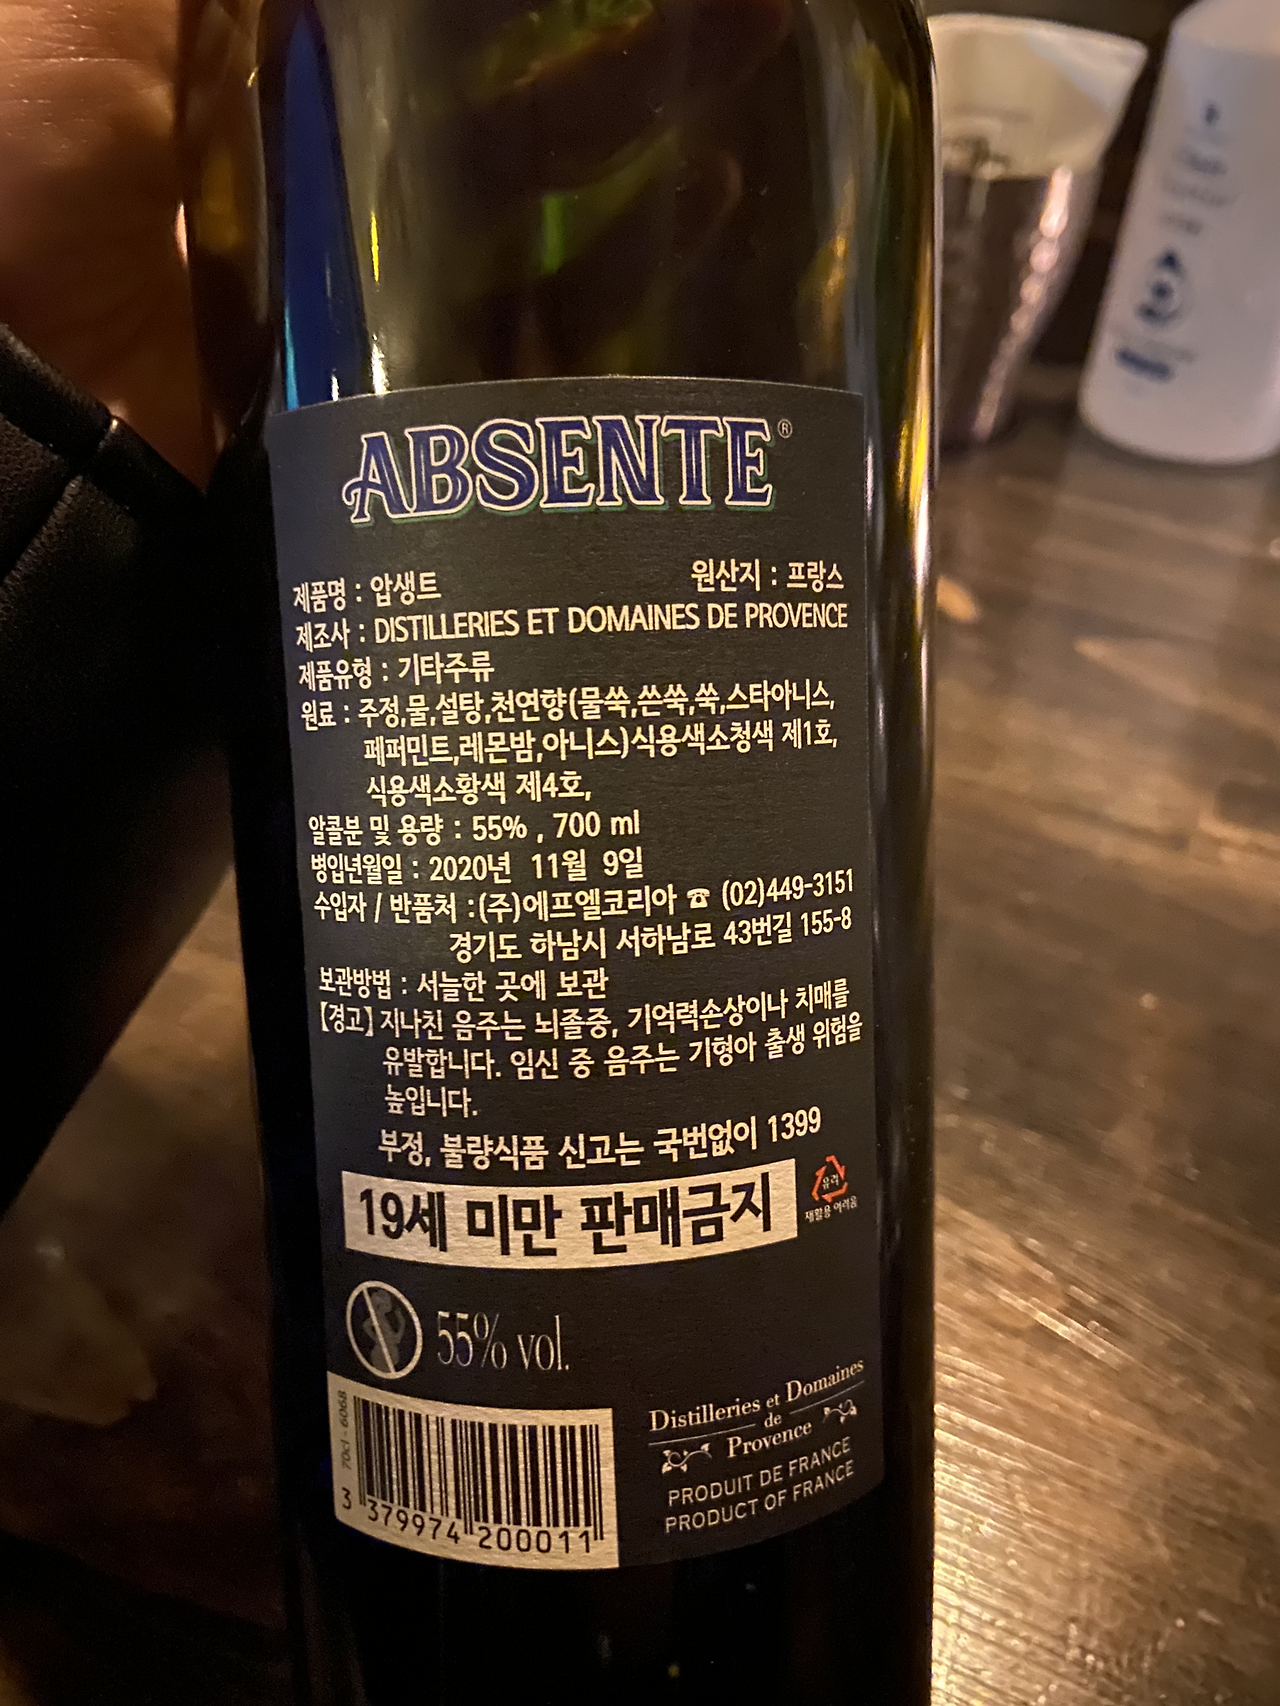 ABSENTE®
제품명 : 압생트 원산지 : 프랑스
제조사 : DISTILLERIES ET DOMAINES DE PROVENCE
제품유형 : 기타주류
원료 : 주정,물,설탕,천연향(물쑥,쓴쑥,쑥,스타아니스,
페퍼민트,레몬밤,아니스)식용색소청색 제1호,
식용색소황색 제4호,
알콜분 및 용량 : 55% , 700 ml
병입년월일 : 2020년 11월 9일
수입자 / 반품처 :(주)에프엘코리아 ☎ (02)449-3151
경기도 하남시 서하남로 43번길 155-8
보관방법 : 서늘한 곳에 보관
【경고】지나친 음주는 뇌졸중, 기억력손상이나 치매를
유발합니다. 임신 중 음주는 기형아 출생 위험을
높입니다.
부정, 불량식품 신고는 국번없이 1399
19세 미만 판매금지
유리
재활용 어려움
55% vol.
70cl - 6068
3 379974 200011
Distilleries et Domaines
de
Provence
PRODUIT DE FRANCE
PRODUCT OF FRANCE